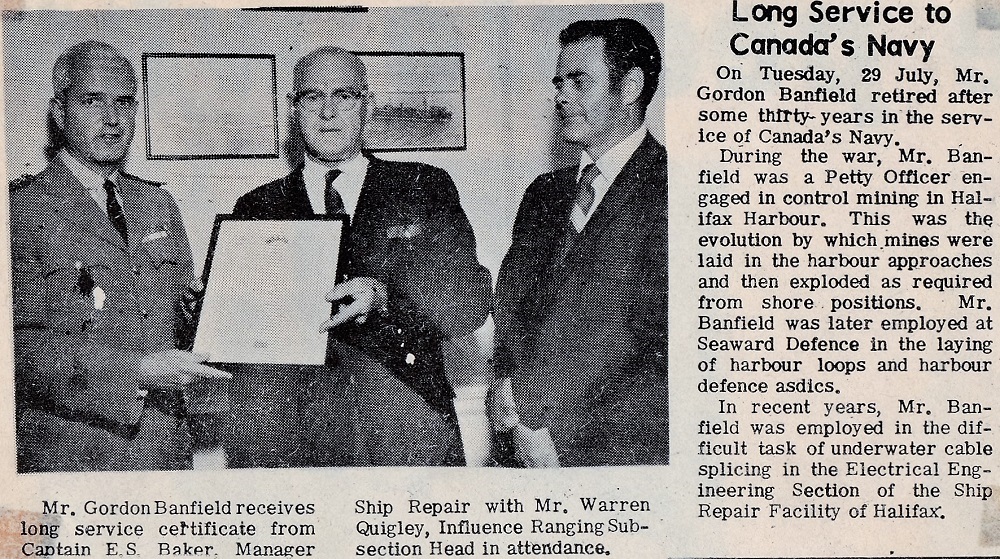 Long Service to
Canada's Navy
On Tuesday, 29 July, Mr.
Gordon Banfield retired after
some thirty-years in the serv-
ice of Canada's Navy.
During the war, Mr. Ban-
field was a Petty Officer en-
gaged in control mining in Hal-
ifax Harbour. This was the
evolution by which mines were
laid in the harbour approaches
and then exploded as required
from shore positions. Mr.
Banfield was later employed at
Seaward Defence in the laying
of harbour loops and harbour
defence asdics.
In recent years, Mr. Ban-
field was employed in the dif-
ficult task of underwater cable
splicing in the Electrical Eng-
ineering Section of the Ship
Repair Facility of Halifax.
Mr. Gordon Banfield receives
long service certificate from
Captain E.S. Baker, Manager
Ship Repair with Mr. Warren
Quigley, Influence Ranging Sub-
section Head in attendance.